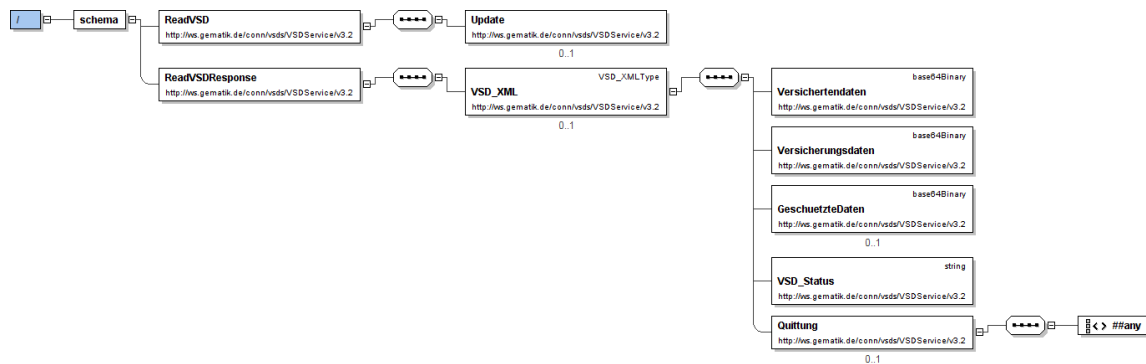 /
schema
ReadVSD
http://ws.gematik.de/conn/vsds/VSDService/v3.2
Update
http://ws.gematik.de/conn/vsds/VSDService/v3.2
0..1
ReadVSDResponse
http://ws.gematik.de/conn/vsds/VSDService/v3.2
VSD_XMLType
VSD_XML
http://ws.gematik.de/conn/vsds/VSDService/v3.2
0..1
base64Binary
Versichertendaten
http://ws.gematik.de/conn/vsds/VSDService/v3.2
base64Binary
Versicherungsdaten
http://ws.gematik.de/conn/vsds/VSDService/v3.2
base64Binary
GeschuetzteDaten
http://ws.gematik.de/conn/vsds/VSDService/v3.2
0..1
string
VSD_Status
http://ws.gematik.de/conn/vsds/VSDService/v3.2
Quittung
http://ws.gematik.de/conn/vsds/VSDService/v3.2
0..1
<> ##any